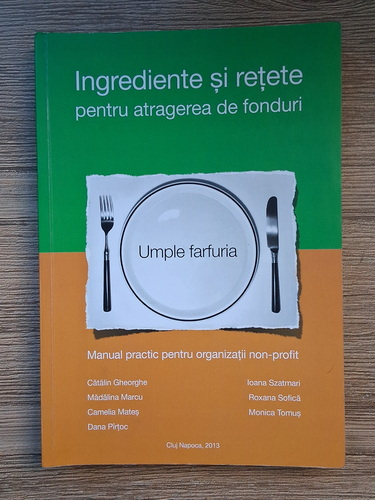 Ingrediente și rețete
pentru atragerea de fonduri
Umple farfuria
Manual practic pentru organizații non-profit
Cătălin Gheorghe
Mădălina Marcu
Camelia Mateș
Dana Pîrțoc
Ioana Szatmari
Roxana Sofică
Monica Tomuș
Cluj Napoca, 2013